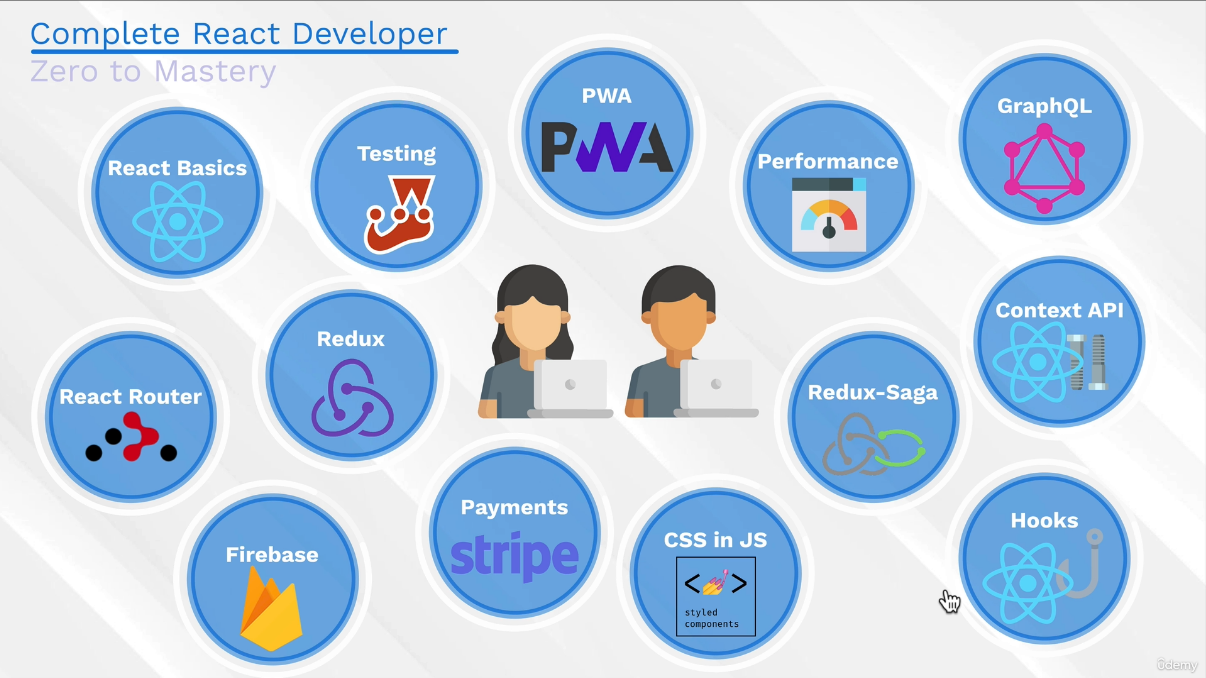 Complete React Developer
Zero to Mastery
PWA
PWA
GraphQL
Testing
Performance
React Basics
Context API
Redux
Redux-Saga
React Router
Payments
stripe
Hooks
CSS in JS
< >
styled
components
Firebase
ûdemy